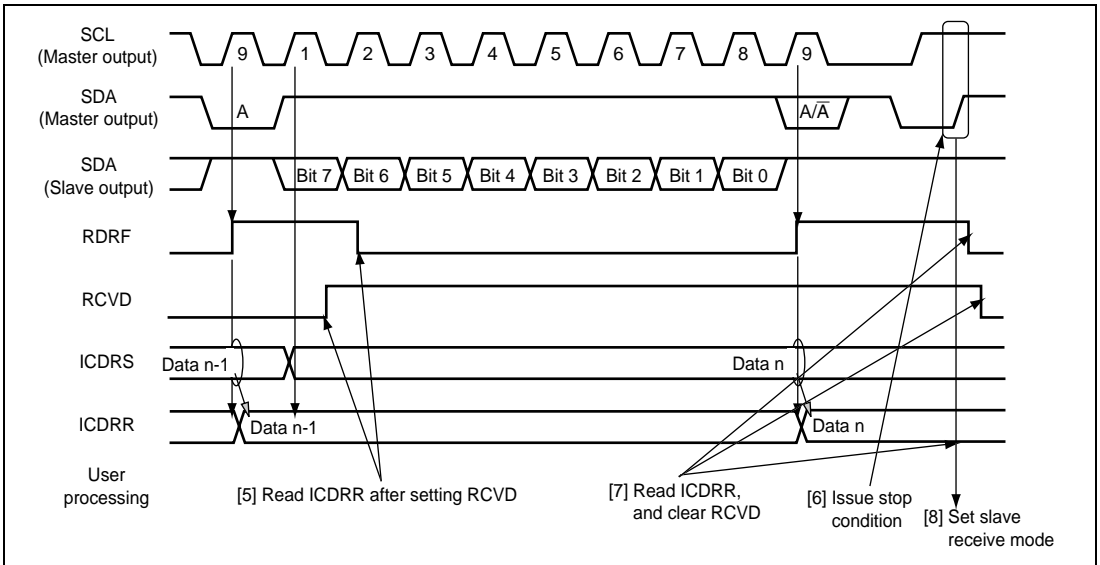 SCL
(Master output)
9 1 2 3 4 5 6 7 8 9
SDA
(Master output)
A A/A̅
SDA
(Slave output)
Bit 7 Bit 6 Bit 5 Bit 4 Bit 3 Bit 2 Bit 1 Bit 0
RDRF
RCVD
ICDRS
Data n-1 Data n
ICDRR
Data n-1 Data n
User
processing
[5] Read ICDRR after setting RCVD
[7] Read ICDRR,
and clear RCVD
[6] Issue stop
condition
[8] Set slave
receive mode